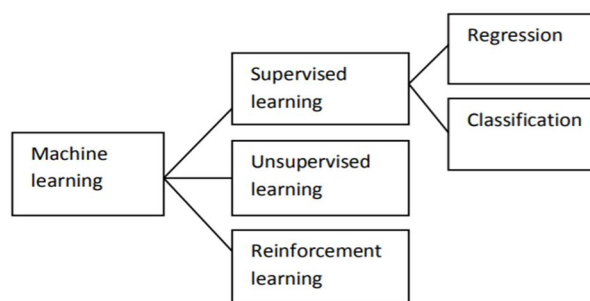 Regression
Supervised
learning
Classification
Machine
learning
Unsupervised
learning
Reinforcement
learning